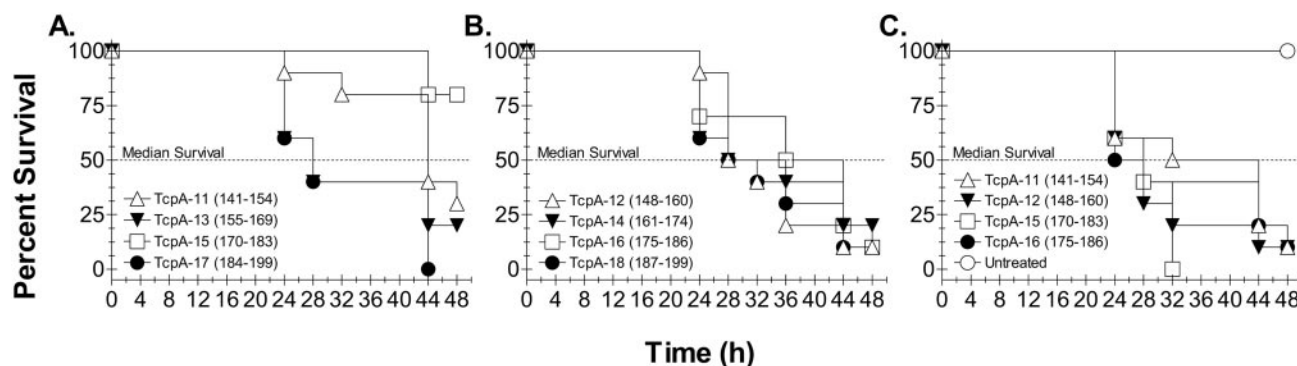 A.
B.
C.
Percent Survival
100
75
50
25
0
Median Survival
TcpA-11 (141-154)
TcpA-13 (155-169)
TcpA-15 (170-183)
TcpA-17 (184-199)
0 4 8 12 16 20 24 28 32 36 40 44 48
100
75
50
25
0
Median Survival
TcpA-12 (148-160)
TcpA-14 (161-174)
TcpA-16 (175-186)
TcpA-18 (187-199)
0 4 8 12 16 20 24 28 32 36 40 44 48
100
75
50
25
0
Median Survival
TcpA-11 (141-154)
TcpA-12 (148-160)
TcpA-15 (170-183)
TcpA-16 (175-186)
Untreated
0 4 8 12 16 20 24 28 32 36 40 44 48
Time (h)